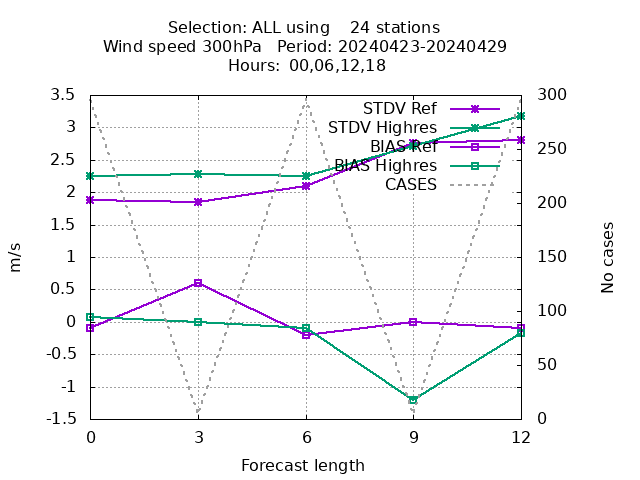 Selection: ALL using    24 stations
Wind speed 300hPa   Period: 20240423-20240429
Hours: 00,06,12,18
3.5
3
2.5
2
1.5
1
0.5
0
-0.5
-1
-1.5
m/s
STDV Ref
STDV Highres
BIAS Ref
BIAS Highres
CASES
300
250
200
150
100
50
0
No cases
0 3 6 9 12
Forecast length